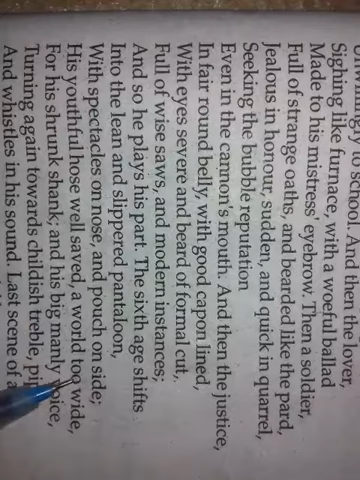 school. And then the lover,
Sighing like furnace, with a woeful ballad
Made to his mistress' eyebrow. Then a soldier,
Full of strange oaths, and bearded like the pard,
Jealous in honour, sudden, and quick in quarrel,
Seeking the bubble reputation
Even in the cannon's mouth. And then the justice,
In fair round belly, with good capon lined,
With eyes severe and beard of formal cut,
Full of wise saws, and modern instances;
And so he plays his part. The sixth age shifts
Into the lean and slippered pantaloon,
With spectacles on nose, and pouch on side;
His youthful hose well saved, a world too wide,
For his shrunk shank; and his big manly voice,
Turning again towards childish treble,
And whistles in his sound. Last scene of